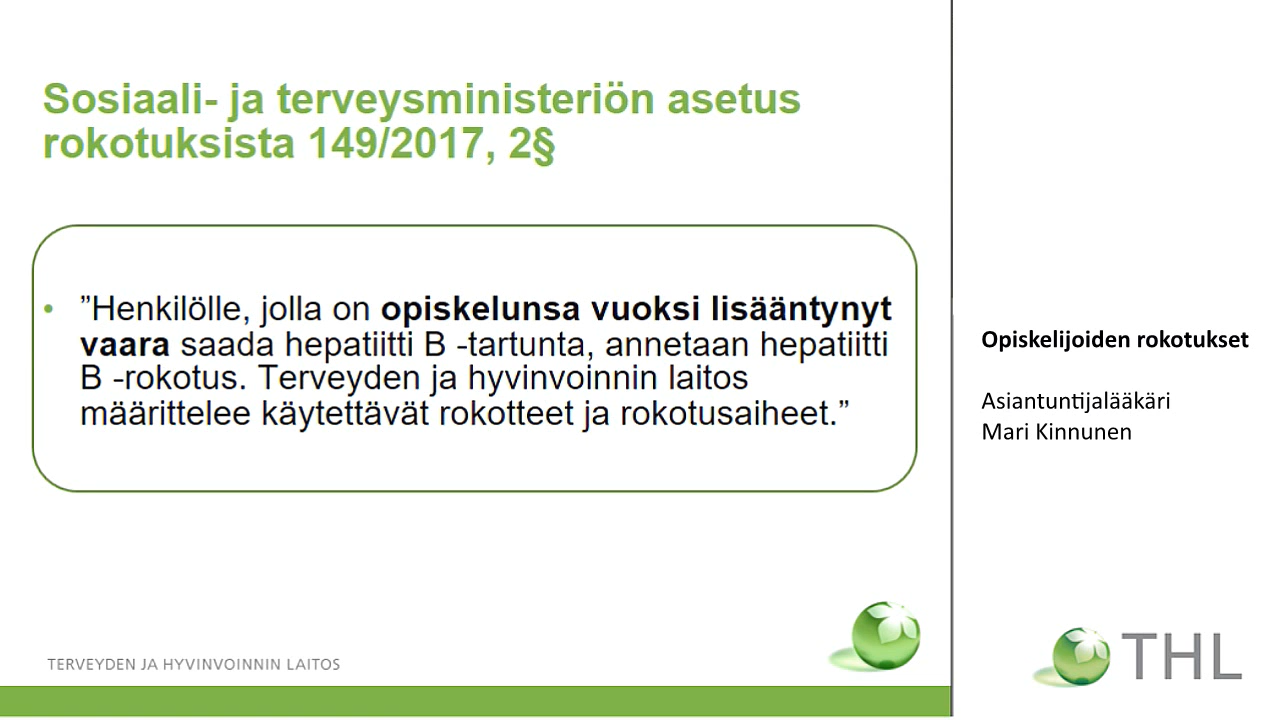 Sosiaali- ja terveysministeriön asetus
rokotuksista 149/2017, 2§
• ”Henkilölle, jolla on opiskelunsa vuoksi lisääntynyt
vaara saada hepatiitti B -tartunta, annetaan hepatiitti
B -rokotus. Terveyden ja hyvinvoinnin laitos
määrittelee käytettävät rokotteet ja rokotusaiheet.”
TERVEYDEN JA HYVINVOINNIN LAITOS
Opiskelijoiden rokotukset
Asiantuntijalääkäri
Mari Kinnunen
THL